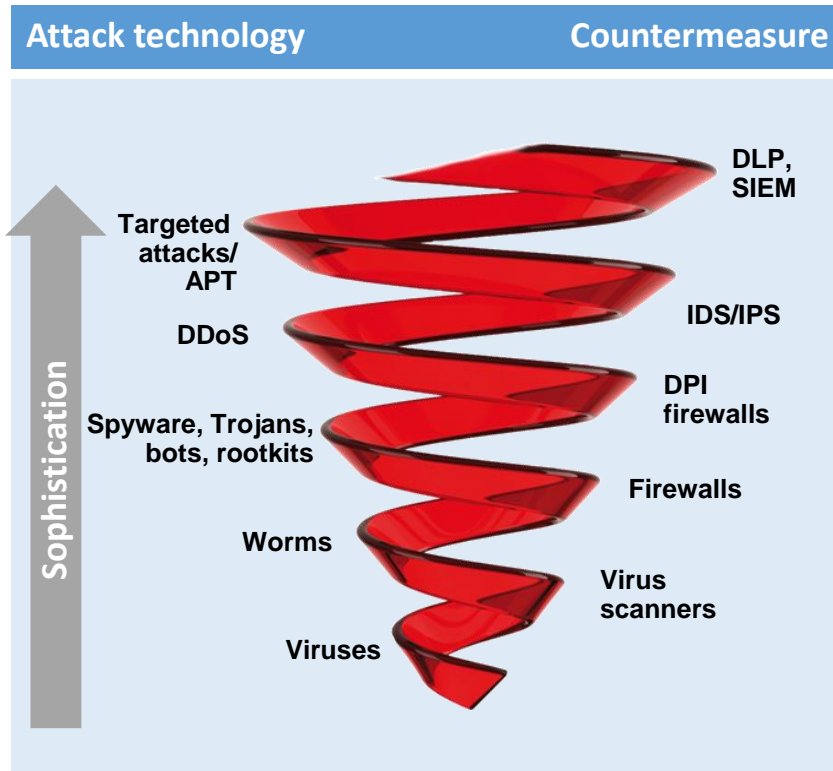 Attack technology
Countermeasure
DLP,
SIEM
Targeted
attacks/
APT
IDS/IPS
DDoS
DPI
firewalls
Spyware, Trojans,
bots, rootkits
Firewalls
Worms
Virus
scanners
Viruses
Sophistication